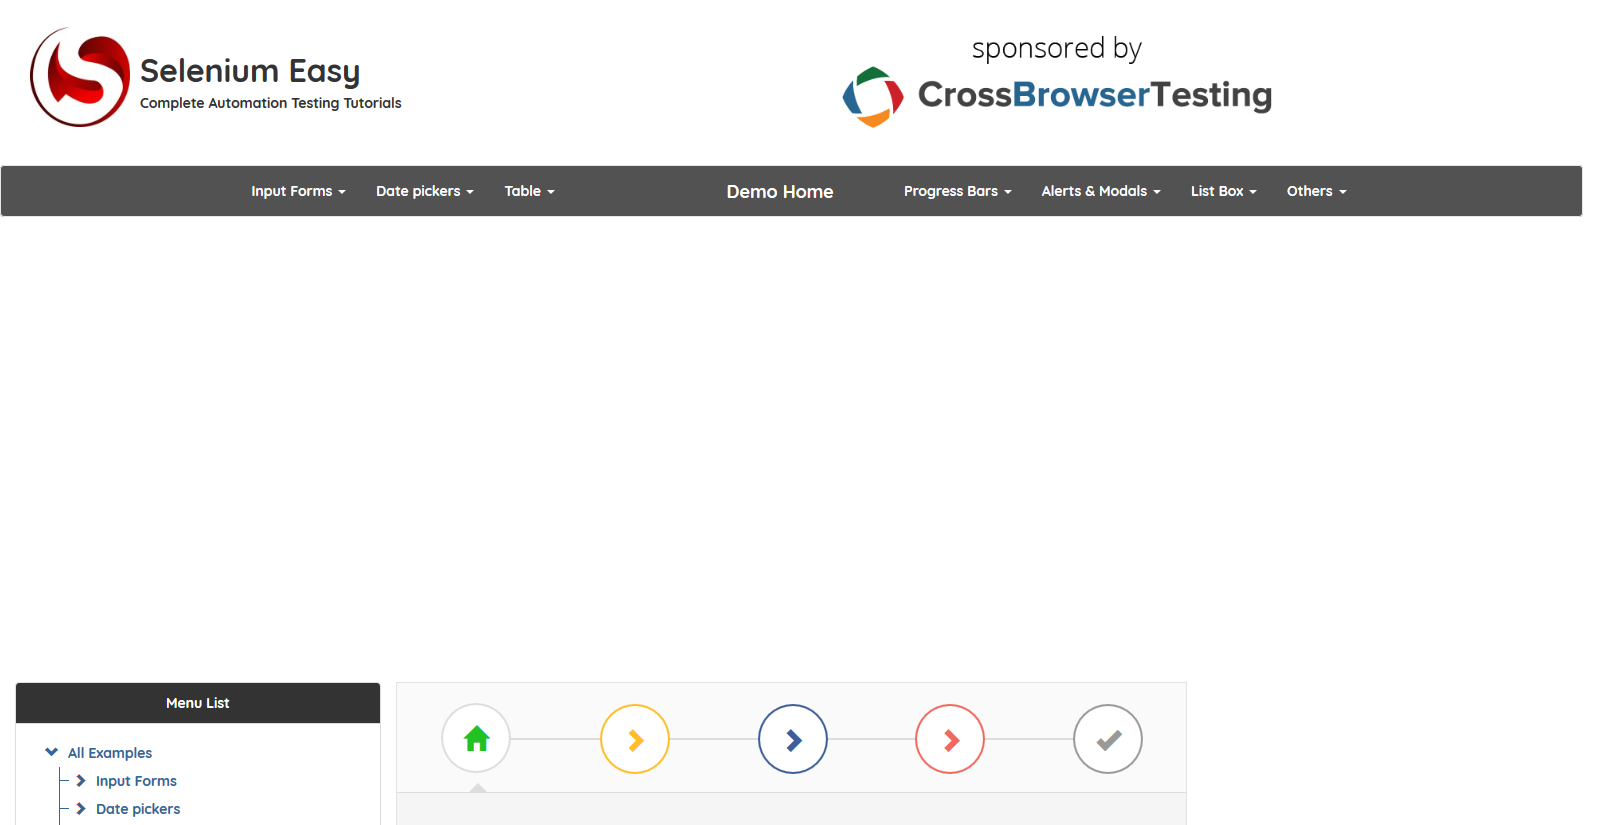 Selenium Easy
Complete Automation Testing Tutorials
sponsored by
CrossBrowserTesting
Input Forms Date pickers Table Demo Home Progress Bars Alerts & Modals List Box Others
Menu List
All Examples
Input Forms
Date pickers